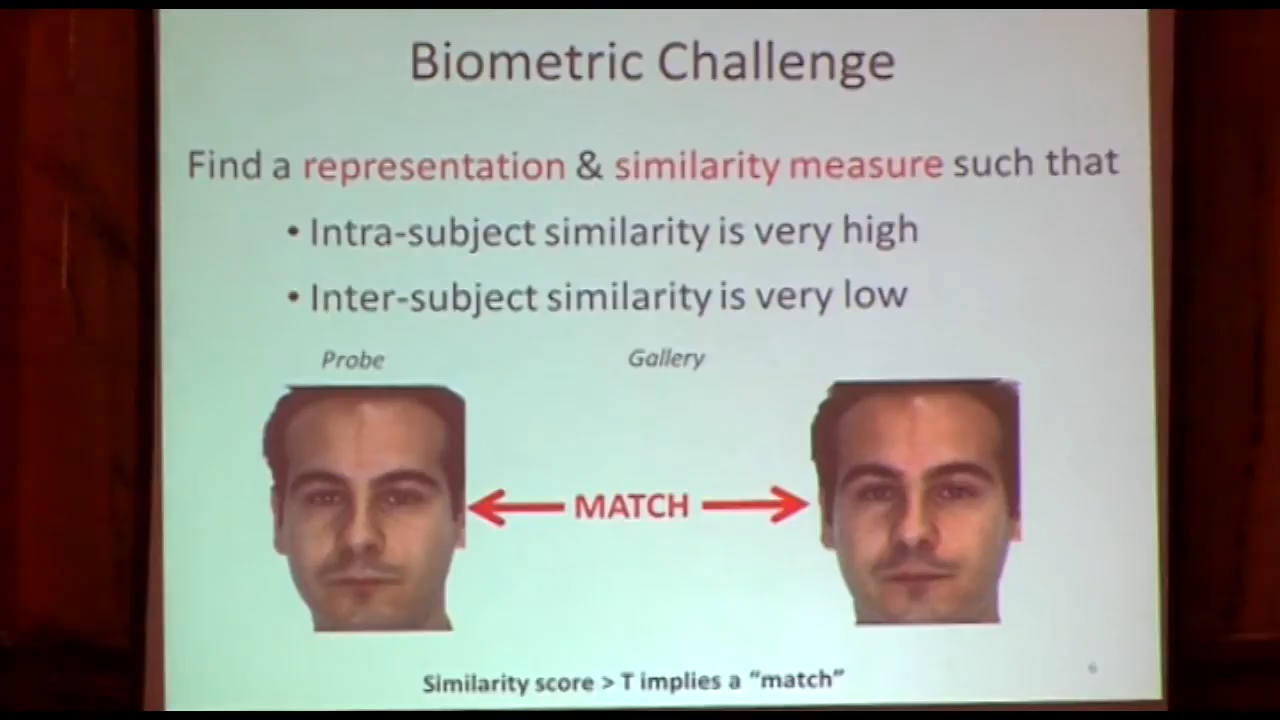 Biometric Challenge
Find a representation & similarity measure such that
• Intra-subject similarity is very high
• Inter-subject similarity is very low
Probe
Gallery
MATCH
Similarity score > T implies a “match”
6